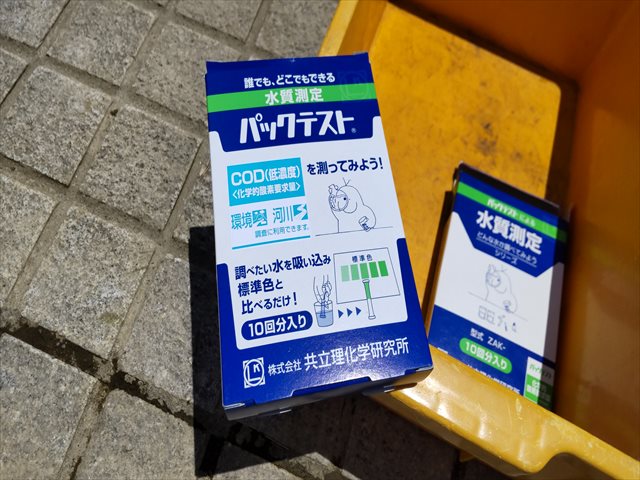 誰でも、どこでもできる
水質測定
パックテスト®
COD(低濃度)
〈化学的酸素要求量〉
を測ってみよう!
環境 河川
調査に利用できます。
調べたい水を吸い込み
標準色と
比べるだけ!
10回分入り
標準色
株式会社 共立理化学研究所
パックテストによる
水質測定
どんな水か調べてみよう
シリーズ
型式 ZAK-
10回分入り